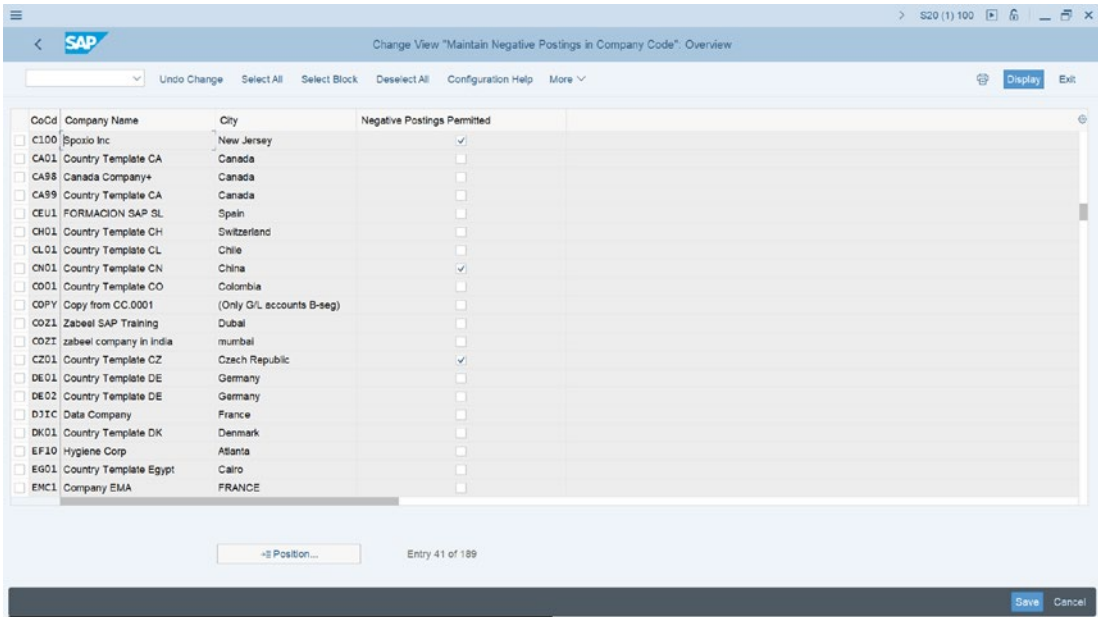 S20 (1) 100
SAP
Change View "Maintain Negative Postings in Company Code": Overview
Undo Change Select All Select Block Deselect All Configuration Help More Display Exit
CoCd Company Name City Negative Postings Permitted
C100 Spoxio Inc New Jersey
CA01 Country Template CA Canada
CA98 Canada Company+ Canada
CA99 Country Template CA Canada
CEU1 FORMACION SAP SL Spain
CH01 Country Template CH Switzerland
CL01 Country Template CL Chile
CN01 Country Template CN China
CO01 Country Template CO Colombia
COPY Copy from CC.0001 (Only G/L accounts B-seg)
COZ1 Zabeel SAP Training Dubai
COZI zabeel company in india mumbai
CZ01 Country Template CZ Czech Republic
DE01 Country Template DE Germany
DE02 Country Template DE Germany
DJIC Data Company France
DK01 Country Template DK Denmark
EF10 Hygiene Corp Atlanta
EG01 Country Template Egypt Cairo
EMC1 Company EMA FRANCE
Position... Entry 41 of 189
Save Cancel